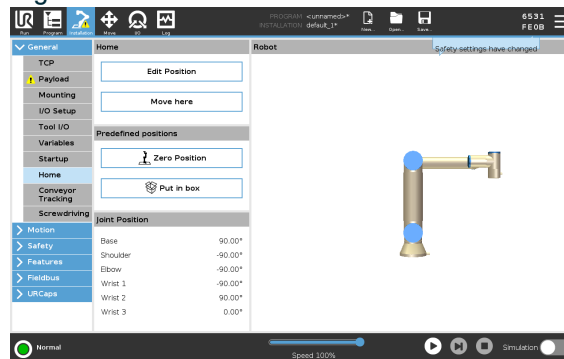 UR
Run
Program
Installation
Move
I/O
Log
PROGRAM <unnamed>*
INSTALLATION default_1*
New...
Open...
Save...
6531
FE0B
General
Home
Robot
Safety settings have changed
TCP
Payload
Mounting
I/O Setup
Tool I/O
Variables
Startup
Home
Conveyor
Tracking
Screwdriving
Motion
Safety
Features
Fieldbus
URCaps
Edit Position
Move here
Predefined positions
Zero Position
Put in box
Joint Position
Base 90.00°
Shoulder -90.00°
Elbow -90.00°
Wrist 1 -90.00°
Wrist 2 90.00°
Wrist 3 0.00°
Normal
Speed 100%
Simulation